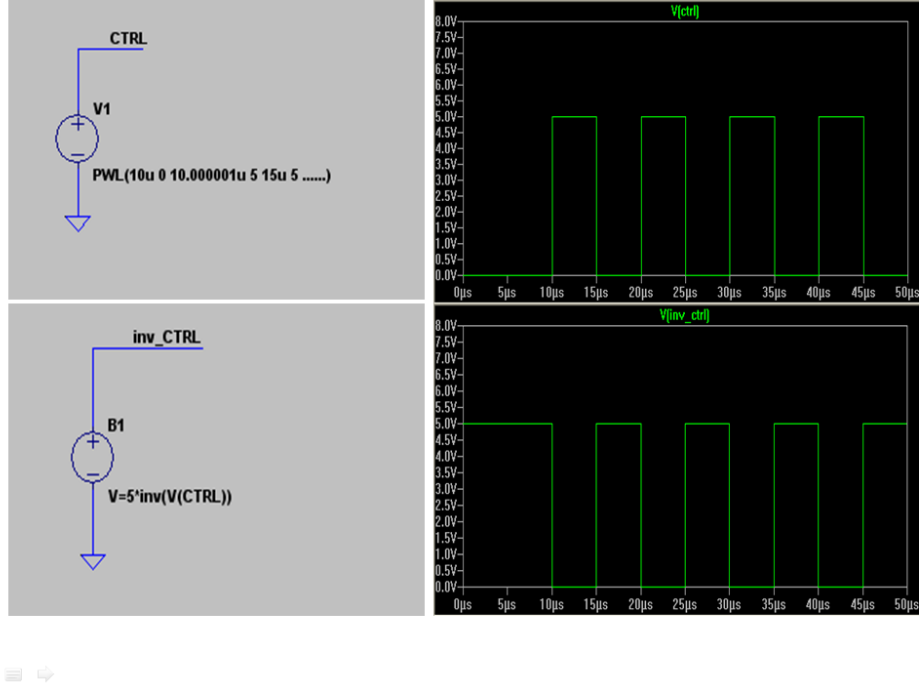 CTRL
V1
PWL(10u 0 10.000001u 5 15u 5 ......)
V(ctrl)
8.0V
7.5V
7.0V
6.5V
6.0V
5.5V
5.0V
4.5V
4.0V
3.5V
3.0V
2.5V
2.0V
1.5V
1.0V
0.5V
0.0V
0µs 5µs 10µs 15µs 20µs 25µs 30µs 35µs 40µs 45µs 50µs
inv_CTRL
B1
V=5*inv(V(CTRL))
V(inv_ctrl)
8.0V
7.5V
7.0V
6.5V
6.0V
5.5V
5.0V
4.5V
4.0V
3.5V
3.0V
2.5V
2.0V
1.5V
1.0V
0.5V
0.0V
0µs 5µs 10µs 15µs 20µs 25µs 30µs 35µs 40µs 45µs 50µs